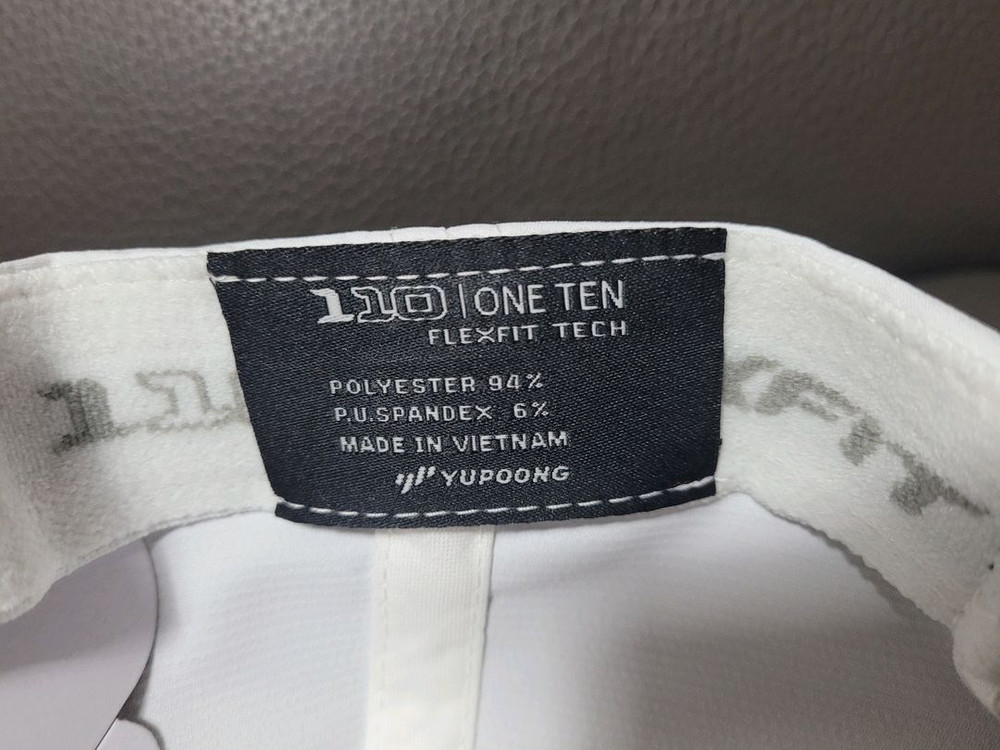 110 | ONE TEN
FLEXFIT TECH
POLYESTER 94%
P.U.SPANDEX 6%
MADE IN VIETNAM
YUPOONG